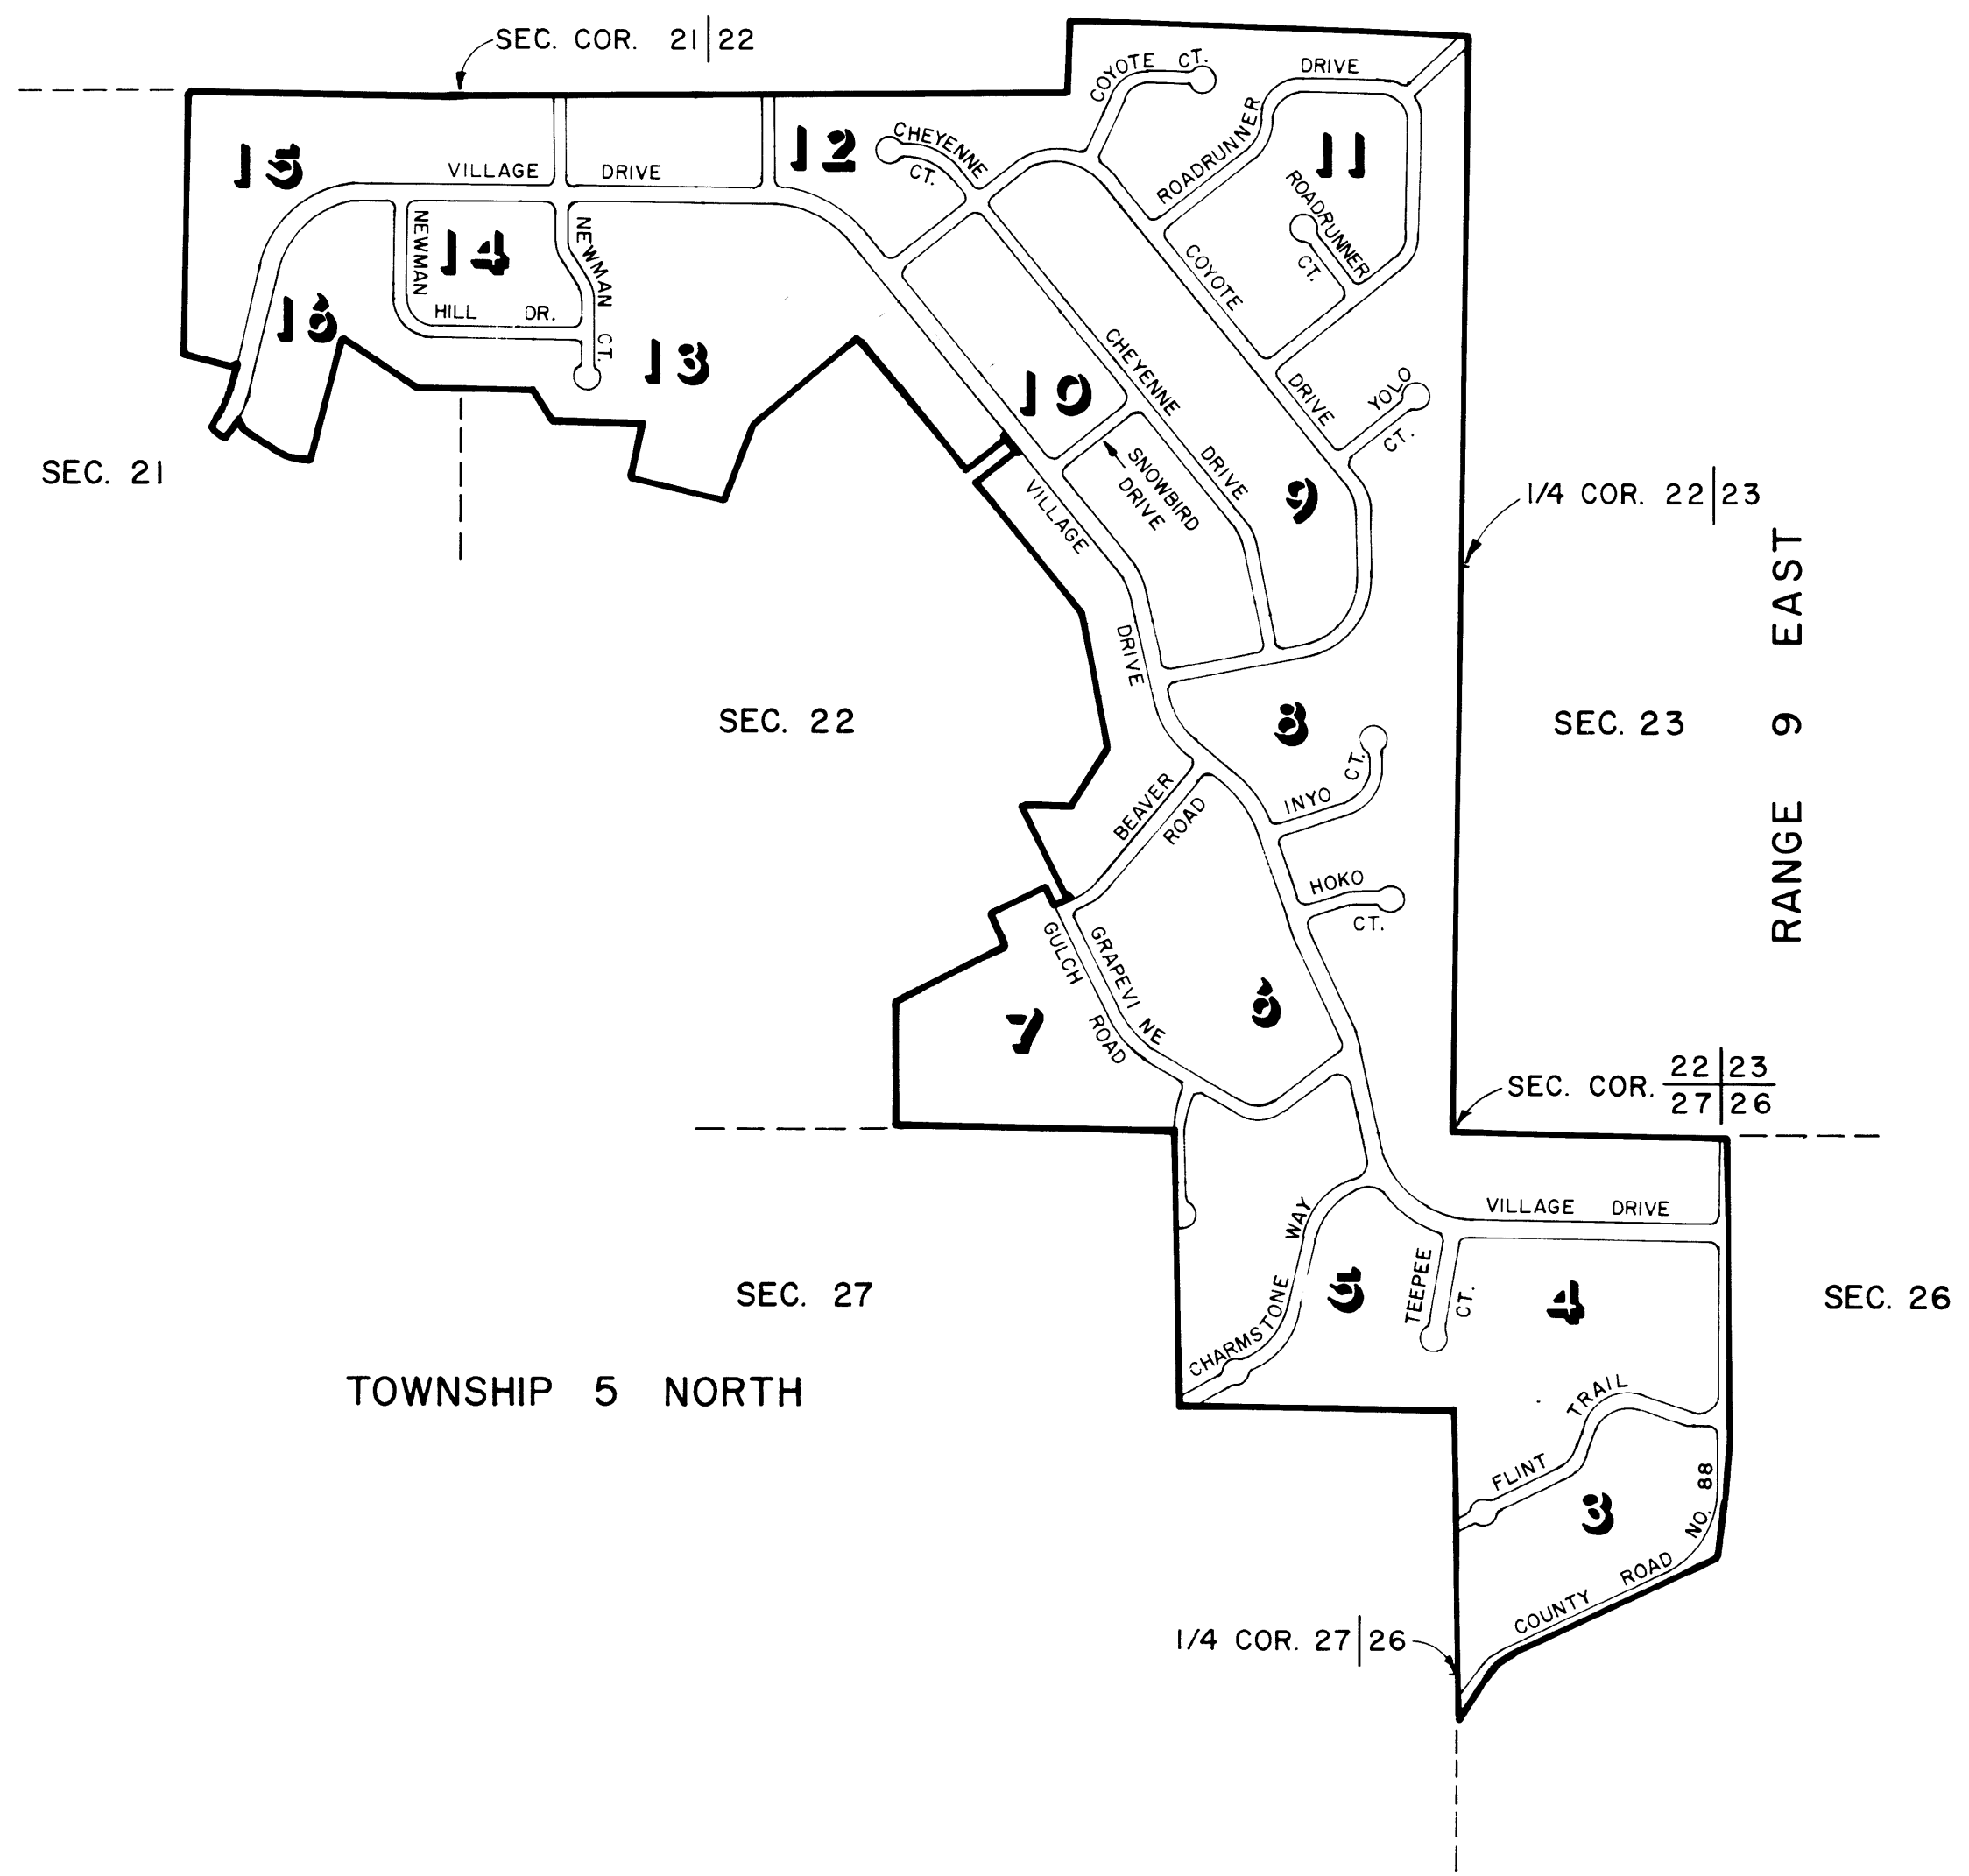 SEC. COR. 21|22
COYOTE CT.
DRIVE
ROADRUNNER
11
ROADRUNNER
CT.
15
VILLAGE DRIVE
12
CHEYENNE
CT.
NEWMAN
14
NEWMAN
CT.
HILL DR.
16
13
COYOTE
DRIVE
YOLO
CT.
CHEYENNE
DRIVE
10
SNOWBIRD
DRIVE
9
SEC. 21
1/4 COR. 22|23
VILLAGE
DRIVE
RANGE 9 EAST
SEC. 22
8
SEC. 23
INYO CT.
BEAVER
ROAD
HOKO
CT.
GRAPEVINE
GULCH
ROAD
6
7
SEC. COR. 22|23
27|26
VILLAGE DRIVE
CHARMSTONE WAY
5
TEEPEE
CT.
4
SEC. 27
SEC. 26
TOWNSHIP 5 NORTH
FLINT TRAIL
3
COUNTY ROAD NO. 88
1/4 COR. 27|26